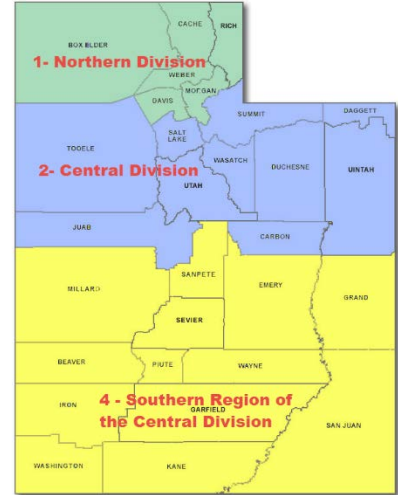 CACHE
RICH
BOX ELDER
1- Northern Division
WEBER
MORGAN
DAVIS
SUMMIT
DAGGETT
SALT
LAKE
TOOELE
WASATCH
DUCHESNE
UINTAH
2- Central Division
UTAH
JUAB
CARBON
SANPETE
MILLARD
EMERY
GRAND
SEVIER
BEAVER
PIUTE
WAYNE
4 - Southern Region of
IRON
GARFIELD
the Central Division
SAN JUAN
WASHINGTON
KANE